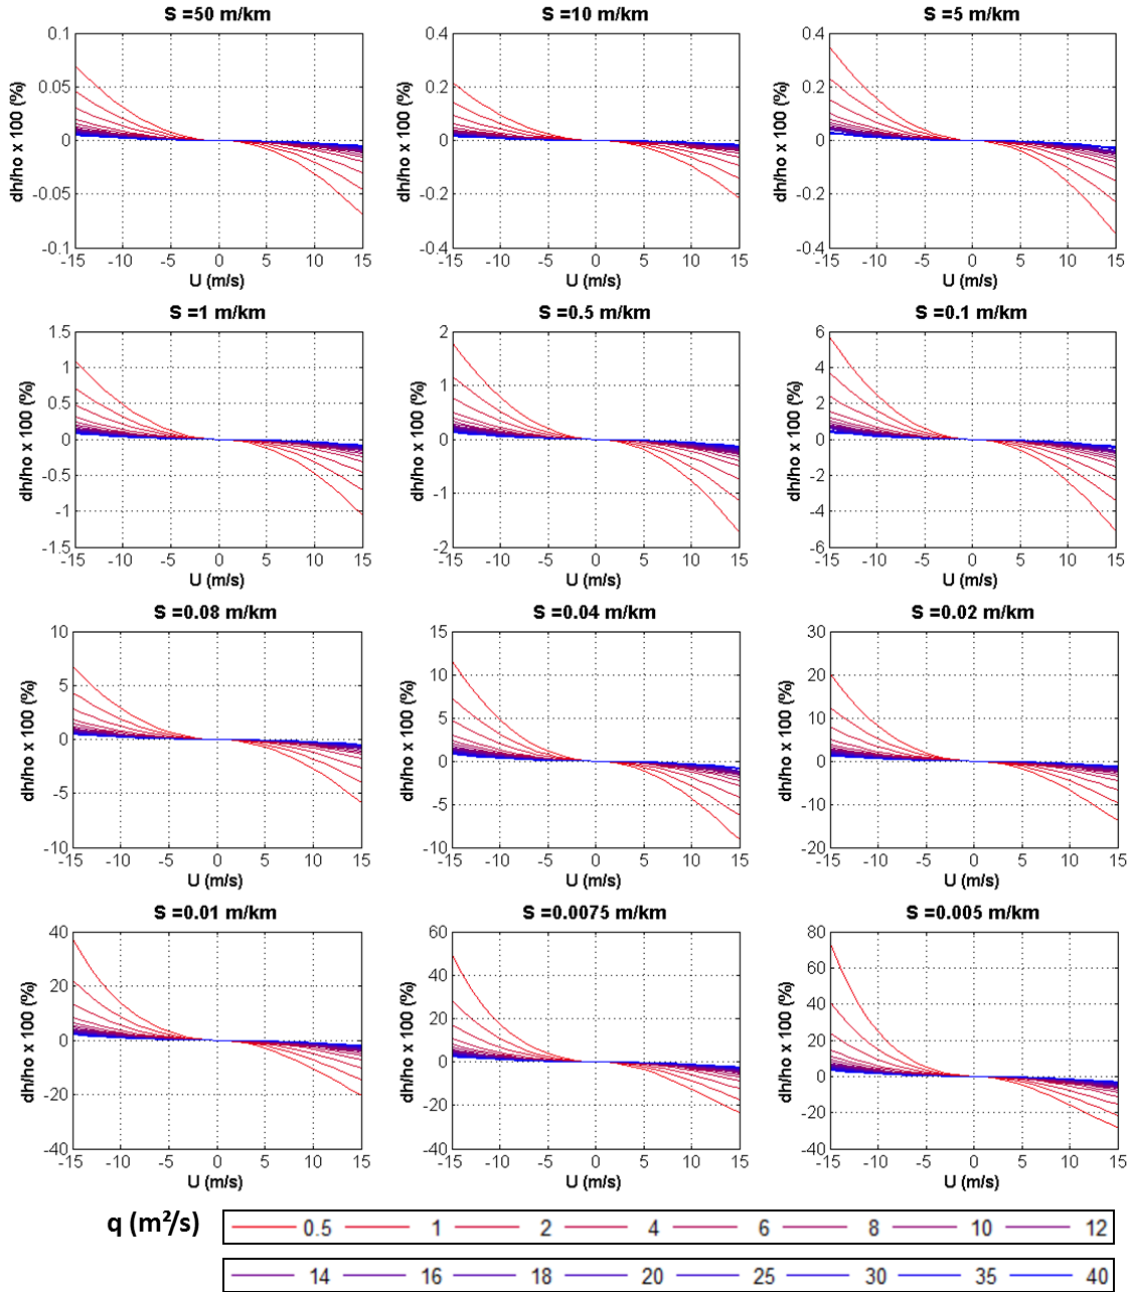 S =50 m/km
S =10 m/km
S =5 m/km
dh/ho x 100 (%)
0.1
0.05
0
-0.05
-0.1
-15 -10 -5 0 5 10 15
U (m/s)
dh/ho x 100 (%)
0.4
0.2
0
-0.2
-0.4
-15 -10 -5 0 5 10 15
U (m/s)
dh/ho x 100 (%)
0.4
0.2
0
-0.2
-0.4
-15 -10 -5 0 5 10 15
U (m/s)
S =1 m/km
S =0.5 m/km
S =0.1 m/km
dh/ho x 100 (%)
1.5
1
0.5
0
-0.5
-1
-1.5
-15 -10 -5 0 5 10 15
U (m/s)
dh/ho x 100 (%)
2
1
0
-1
-2
-15 -10 -5 0 5 10 15
U (m/s)
dh/ho x 100 (%)
6
4
2
0
-2
-4
-6
-15 -10 -5 0 5 10 15
U (m/s)
S =0.08 m/km
S =0.04 m/km
S =0.02 m/km
dh/ho x 100 (%)
10
5
0
-5
-10
-15 -10 -5 0 5 10 15
U (m/s)
dh/ho x 100 (%)
15
10
5
0
-5
-10
-15 -10 -5 0 5 10 15
U (m/s)
dh/ho x 100 (%)
30
20
10
0
-10
-20
-15 -10 -5 0 5 10 15
U (m/s)
S =0.01 m/km
S =0.0075 m/km
S =0.005 m/km
dh/ho x 100 (%)
40
20
0
-20
-40
-15 -10 -5 0 5 10 15
U (m/s)
dh/ho x 100 (%)
60
40
20
0
-20
-40
-15 -10 -5 0 5 10 15
U (m/s)
dh/ho x 100 (%)
80
60
40
20
0
-20
-40
-15 -10 -5 0 5 10 15
U (m/s)
q (m²/s)
0.5 1 2 4 6 8 10 12
14 16 18 20 25 30 35 40